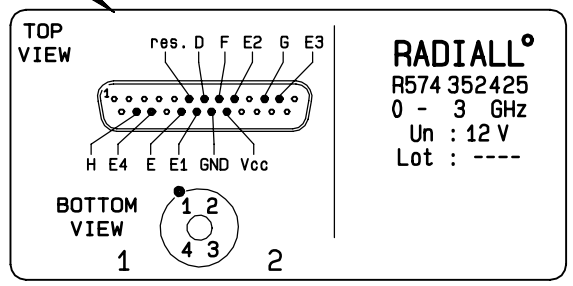 TOP
VIEW
res. D F E2 G E3
1
H E4 E E1 GND Vcc
BOTTOM
VIEW
1 2
4 3
1 2
RADIALL°
R574 352425
0 - 3 GHz
Un : 12 V
Lot : ----